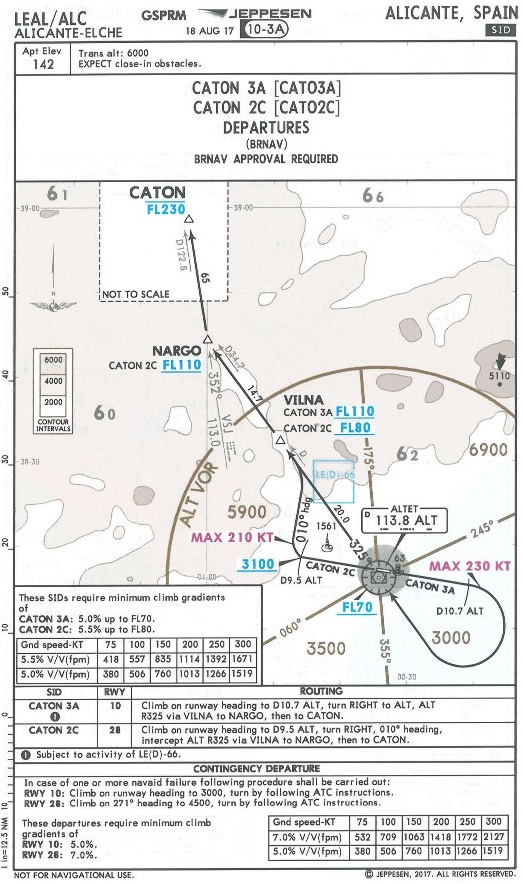 LEAL/ALC
ALICANTE-ELCHE
GSPRM
JEPPESEN
18 AUG 17
10-3A
ALICANTE, SPAIN
SID
Apt Elev
142
Trans alt: 6000
EXPECT close-in obstacles.
CATON 3A [CATO3A]
CATON 2C [CATO2C]
DEPARTURES
(BRNAV)
BRNAV APPROVAL REQUIRED
61
66
39-00
39-00
CATON
FL230
D122.8
65
NOT TO SCALE
50
NARGO
CATON 2C FL110
D34.7
14.7
40
6000
4000
2000
CONTOUR
INTERVALS
352°
VSJ
113.0
60
VILNA
CATON 3A FL110
CATON 2C FL80
5110
62
38-30
30
ALT VOR
D
LE(D)-66
175°
6900
5900
010° hdg
20.0
1561
325°
D
ALTET
113.8 ALT
245°
20
MAX 210 KT
3100
CATON 2C
D9.5 ALT
01-00
63
MAX 230 KT
CATON 3A
D10.7 ALT
FL70
060°
3500
355°
3000
00-30
10
These SIDs require minimum climb gradients
of
CATON 3A: 5.0% up to FL70.
CATON 2C: 5.5% up to FL80.
Gnd speed-KT 75 100 150 200 250 300
5.5% V/V(fpm) 418 557 835 1114 1392 1671
5.0% V/V(fpm) 380 506 760 1013 1266 1519
SID RWY ROUTING
CATON 3A 10 Climb on runway heading to D10.7 ALT, turn RIGHT to ALT, ALT
1 R325 via VILNA to NARGO, then to CATON.
CATON 2C 28 Climb on runway heading to D9.5 ALT, turn RIGHT, 010° heading,
intercept ALT R325 via VILNA to NARGO, then to CATON.
1 Subject to activity of LE(D)-66.
0
CONTINGENCY DEPARTURE
In case of one or more navaid failure following procedure shall be carried out:
RWY 10: Climb on runway heading to 3000, turn by following ATC instructions.
RWY 28: Climb on 271° heading to 4500, turn by following ATC instructions.
These departures require minimum climb
gradients of
RWY 10: 5.0%.
RWY 28: 7.0%.
Gnd speed-KT 75 100 150 200 250 300
7.0% V/V(fpm) 532 709 1063 1418 1772 2127
5.0% V/V(fpm) 380 506 760 1013 1266 1519
10
1 in=12.5 NM
NOT FOR NAVIGATIONAL USE.
© JEPPESEN, 2017. ALL RIGHTS RESERVED.